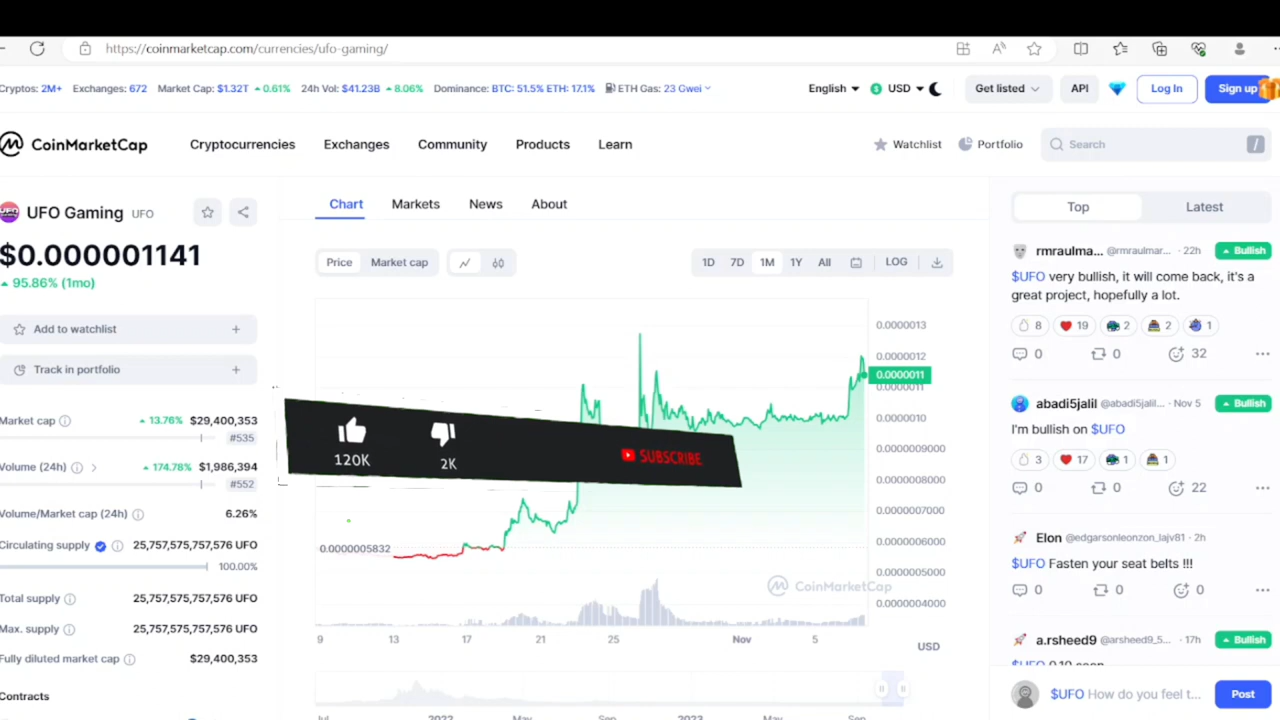 https://coinmarketcap.com/currencies/ufo-gaming/
Cryptos: 2M+ Exchanges: 672 Market Cap: $1.32T 0.61% 24h Vol: $41.23B 8.06% Dominance: BTC: 51.5% ETH: 17.1% ETH Gas: 23 Gwei
English USD Get listed API Log In Sign up
CoinMarketCap Cryptocurrencies Exchanges Community Products Learn Watchlist Portfolio Search /
UFO Gaming UFO
$0.000001141
95.86% (1mo)
Add to watchlist +
Track in portfolio +
Market cap 13.76% $29,400,353
#535
Volume (24h) 174.78% $1,986,394
#552
Volume/Market cap (24h) 6.26%
Circulating supply 25,757,575,757,576 UFO
100.00%
Total supply 25,757,575,757,576 UFO
Max. supply 25,757,575,757,576 UFO
Fully diluted market cap $29,400,353
Contracts
Chart Markets News About
Price Market cap 1D 7D 1M 1Y All LOG
0.0000013
0.0000012
0.0000011
0.0000011
0.0000010
0.0000009000
0.0000008000
0.0000007000
0.0000006000
0.0000005000
0.0000004000
120K 2K SUBSCRIBE
0.0000005832
CoinMarketCap
9 13 17 21 25 Nov 5
USD
Jul 2022 May Sep 2023 May Sep
Top Latest
rmraulma... @rmraulmar... · 22h Bullish
$UFO very bullish, it will come back, it's a
great project, hopefully a lot.
8 19 2 2 1
0 0 32
abadi5jalil @abadi5jalil... · Nov 5 Bullish
I'm bullish on $UFO
3 17 1 1
0 0 22
Elon @edgarsonleonzon_lajv81 · 2h
$UFO Fasten your seat belts !!!
0 0 0
a.rsheed9 @arsheed9_5... · 17h Bullish
$UFO 0.10 soon
$UFO How do you feel t... Post